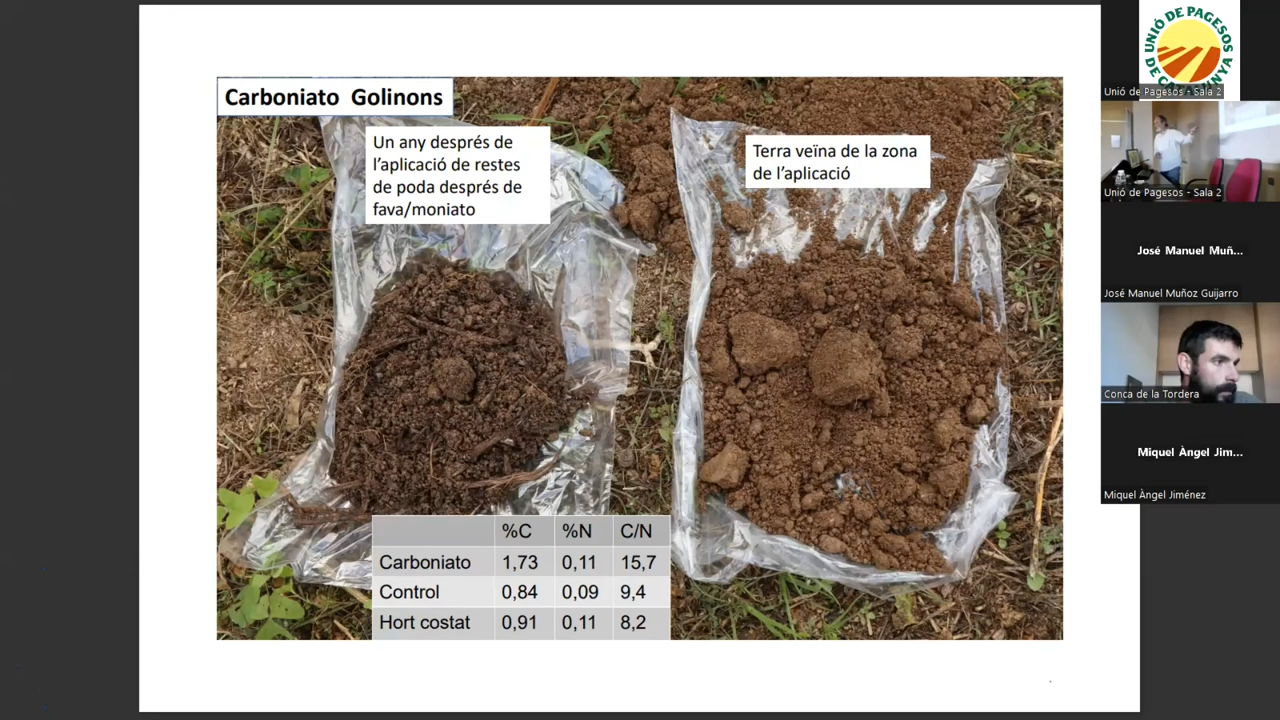 Carboniato Golinons
Un any després de
l’aplicació de restes
de poda després de
fava/moniato
Terra veïna de la zona
de l’aplicació
%C %N C/N
Carboniato 1,73 0,11 15,7
Control 0,84 0,09 9,4
Hort costat 0,91 0,11 8,2
UNIÓ DE PAGESOS
Unió de Pagesos - Sala 2
Unió de Pagesos - Sala 2
José Manuel Muñ...
José Manuel Muñoz Guijarro
Conca de la Tordera
Miquel Àngel Jim...
Miquel Àngel Jiménez